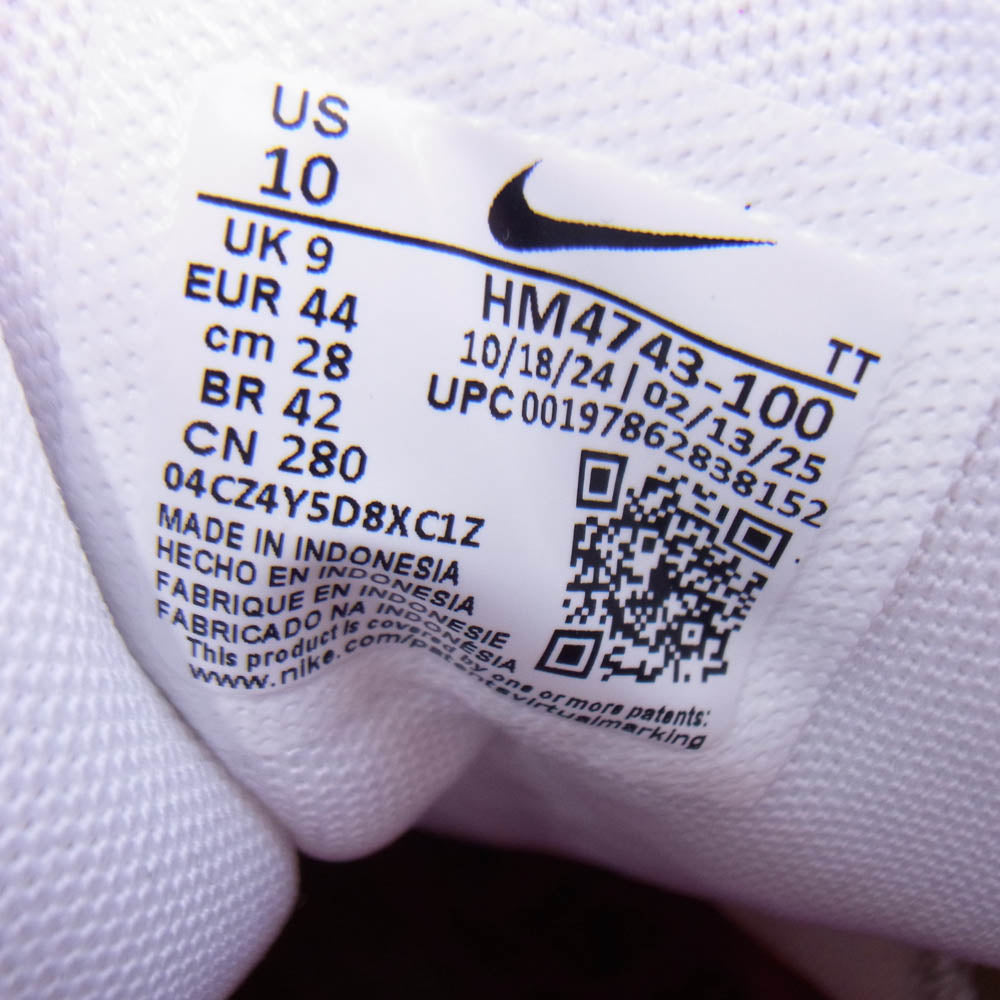 US
10
TT
UK 9
EUR 44
cm 28
BR 42
CN 280
HM4743-100
10/18/24 | 02/13/25
UPC 00197862838152
04CZ4Y5D8XC1Z
MADE IN INDONESIA
HECHO EN INDONESIA
FABRIQUE EN INDONESIE
FABRICADO NA INDONÉSIA
This product is covered by one or more patents:
www.nike.com/patentsvirtualmarking